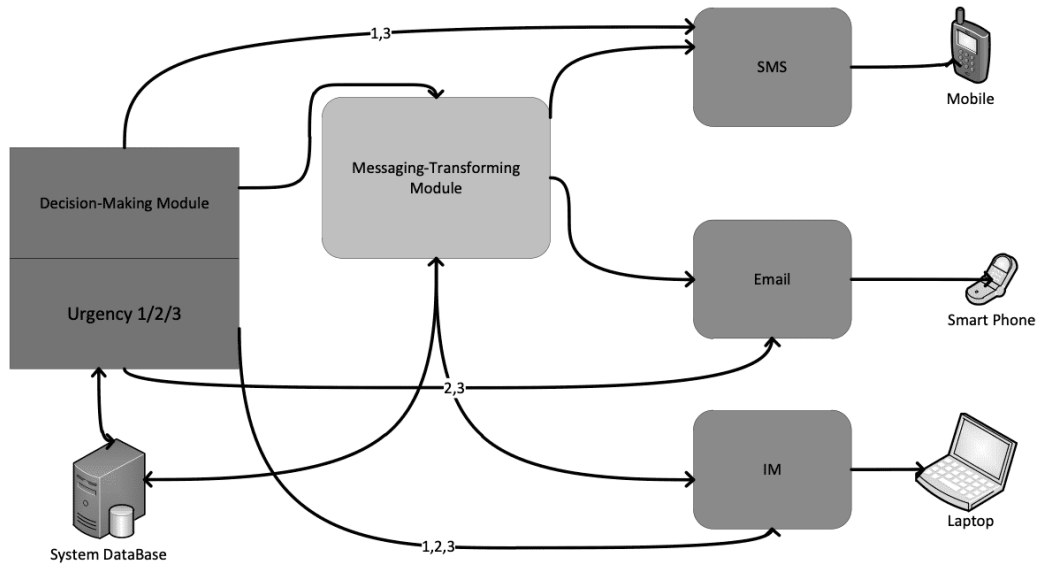 1,3
SMS
Mobile
Messaging-Transforming
Module
Decision-Making Module
Urgency 1/2/3
Email
Smart Phone
2,3
IM
Laptop
1,2,3
System DataBase